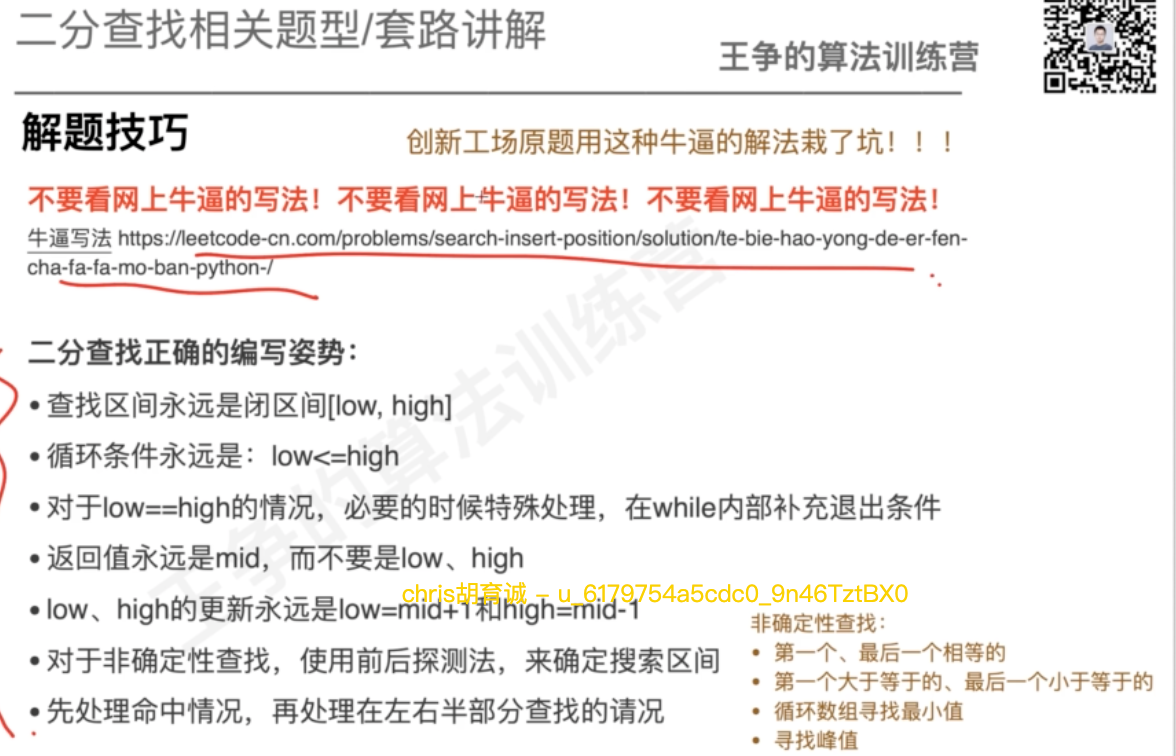 二分查找相关题型/套路讲解
王争的算法训练营
解题技巧
创新工场原题用这种牛逼的解法栽了坑！！！
不要看网上牛逼的写法！不要看网上牛逼的写法！不要看网上牛逼的写法！
牛逼写法 https://leetcode-cn.com/problems/search-insert-position/solution/te-bie-hao-yong-de-er-fen-
cha-fa-fa-mo-ban-python-/
二分查找正确的编写姿势：
• 查找区间永远是闭区间[low, high]
• 循环条件永远是：low<=high
• 对于low==high的情况，必要的时候特殊处理，在while内部补充退出条件
• 返回值永远是mid，而不要是low、high
chris胡育诚 – u_6179754a5cdc0_9n46TztBX0
• low、high的更新永远是low=mid+1和high=mid-1
• 对于非确定性查找，使用前后探测法，来确定搜索区间
• 先处理命中情况，再处理在左右半部分查找的请况
非确定性查找：
• 第一个、最后一个相等的
• 第一个大于等于的、最后一个小于等于的
• 循环数组寻找最小值
• 寻找峰值
王争的算法训练营